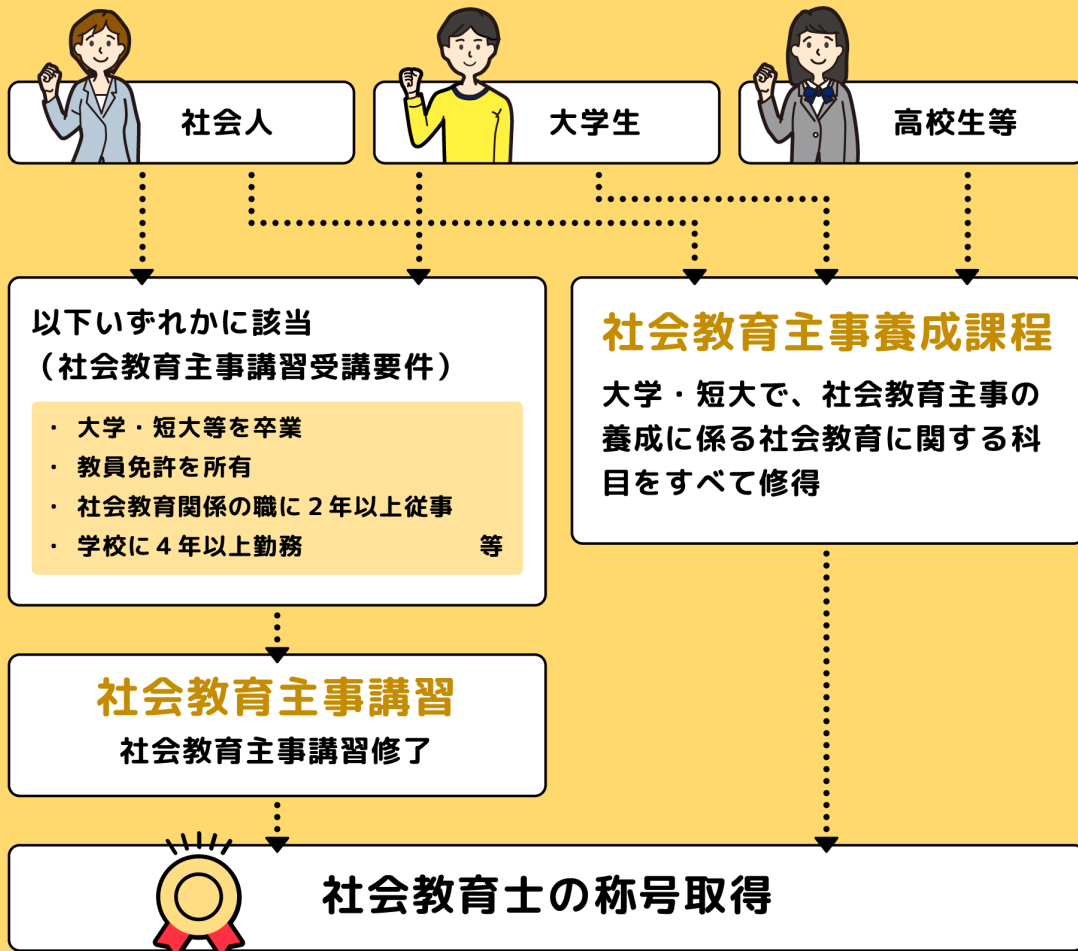 社会人
大学生
高校生等
以下いずれかに該当
（社会教育主事講習受講要件）
・ 大学・短大等を卒業
・ 教員免許を所有
・ 社会教育関係の職に２年以上従事
・ 学校に４年以上勤務 等
社会教育主事養成課程
大学・短大で、社会教育主事の
養成に係る社会教育に関する科
目をすべて修得
社会教育主事講習
社会教育主事講習修了
社会教育士の称号取得